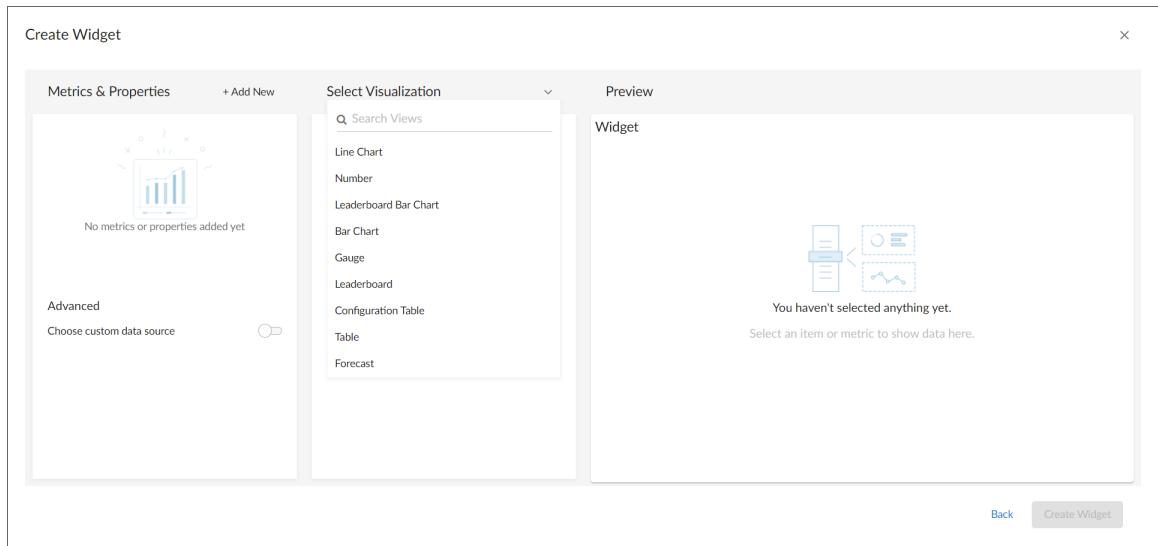 Create Widget
Metrics & Properties
+ Add New
No metrics or properties added yet
Advanced
Choose custom data source
Select Visualization
Search Views
Line Chart
Number
Leaderboard Bar Chart
Bar Chart
Gauge
Leaderboard
Configuration Table
Table
Forecast
Preview
Widget
You haven't selected anything yet.
Select an item or metric to show data here.
Back
Create Widget